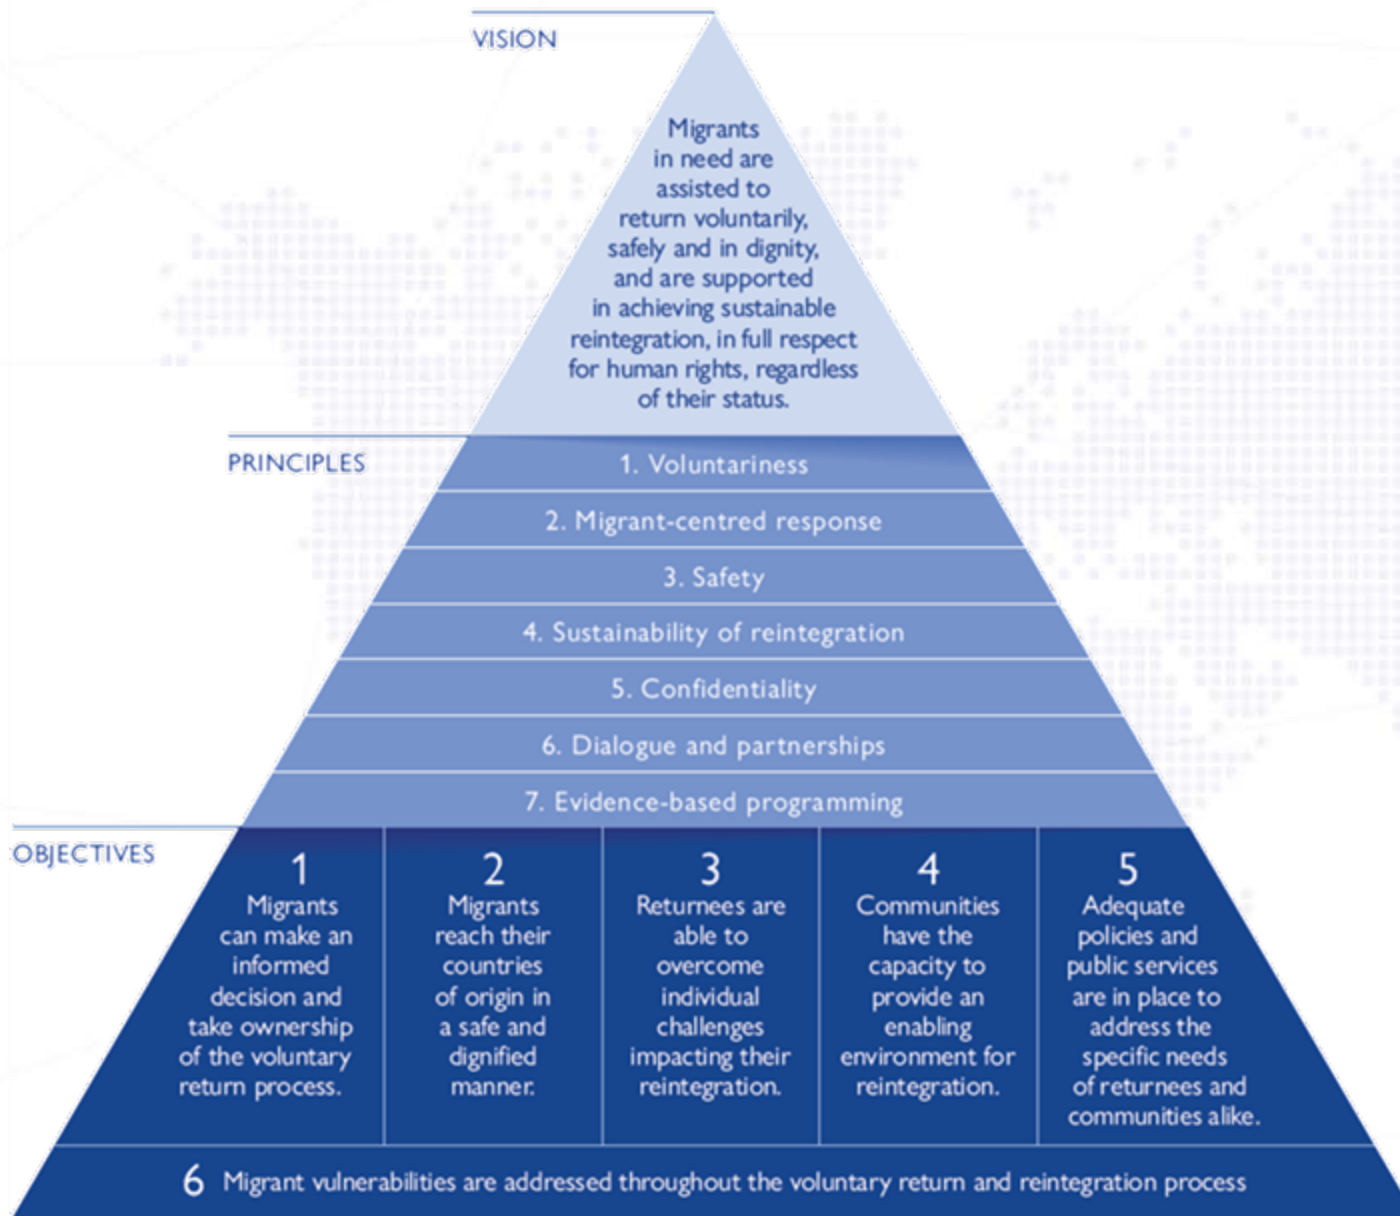 VISION
Migrants
in need are
assisted to
return voluntarily,
safely and in dignity,
and are supported
in achieving sustainable
reintegration, in full respect
for human rights, regardless
of their status.
PRINCIPLES
1. Voluntariness
2. Migrant-centred response
3. Safety
4. Sustainability of reintegration
5. Confidentiality
6. Dialogue and partnerships
7. Evidence-based programming
OBJECTIVES
1
Migrants
can make an
informed
decision and
take ownership
of the voluntary
return process.
2
Migrants
reach their
countries
of origin in
a safe and
dignified
manner.
3
Returnees are
able to
overcome
individual
challenges
impacting their
reintegration.
4
Communities
have the
capacity to
provide an
enabling
environment for
reintegration.
5
Adequate
policies and
public services
are in place to
address the
specific needs
of returnees and
communities alike.
6 Migrant vulnerabilities are addressed throughout the voluntary return and reintegration process